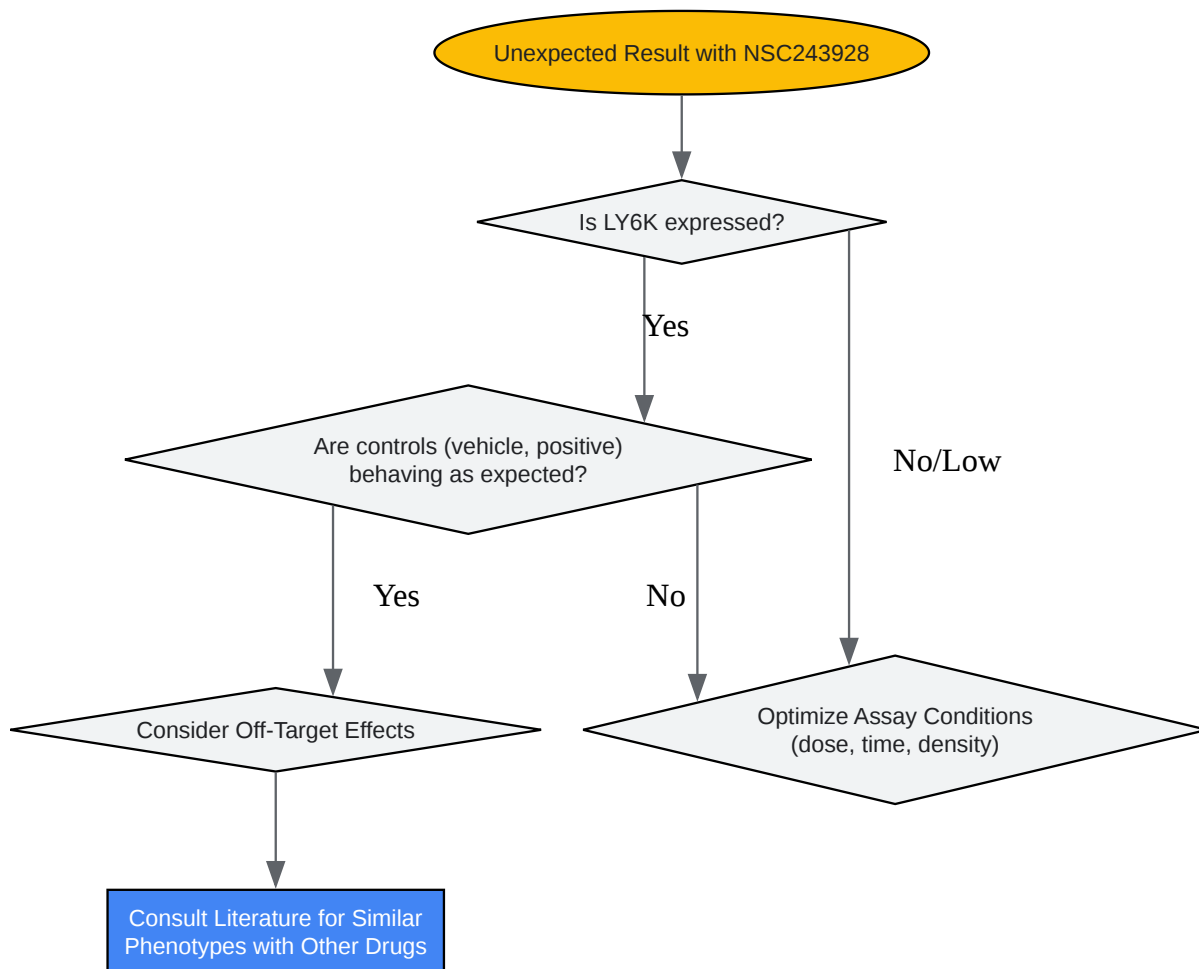 Unexpected Result with NSC243928
Is LY6K expressed?
Yes
Are controls (vehicle, positive)
behaving as expected?
No/Low
Yes
No
Consider Off-Target Effects
Optimize Assay Conditions
(dose, time, density)
Consult Literature for Similar
Phenotypes with Other Drugs